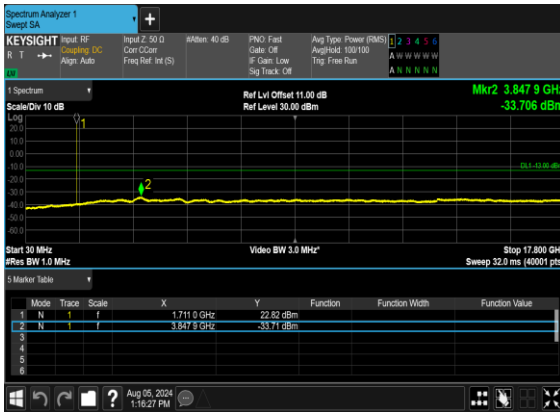 Spectrum Analyzer 1
Swept SA
+
KEYSIGHT
R T
LXI
Input: RF
Coupling: DC
Align: Auto
Input Z: 50 Ω
Corr CCorr
Freq Ref: Int (S)
#Atten: 40 dB
PNO: Fast
Gate: Off
IF Gain: Low
Sig Track: Off
Avg Type: Power (RMS)
Avg|Hold: 100/100
Trig: Free Run
1 2 3 4 5 6
A W W W W W
A N N N N N
1 Spectrum
Scale/Div 10 dB
Ref Lvl Offset 11.00 dB
Ref Level 30.00 dBm
Mkr2 3.847 9 GHz
-33.706 dBm
Log
20.0
10.0
0.00
-10.0
-20.0
-30.0
-40.0
-50.0
-60.0
1
2
DL1 -13.00 dBm
Start 30 MHz
#Res BW 1.0 MHz
Video BW 3.0 MHz*
Stop 17.800 GHz
Sweep 32.0 ms (40001 pts)
5 Marker Table
Mode Trace Scale X Y Function Function Width Function Value
1 N 1 f 1.711 0 GHz 22.82 dBm
2 N 1 f 3.847 9 GHz -33.71 dBm
3
4
5
6
?
Aug 05, 2024
1:16:27 PM